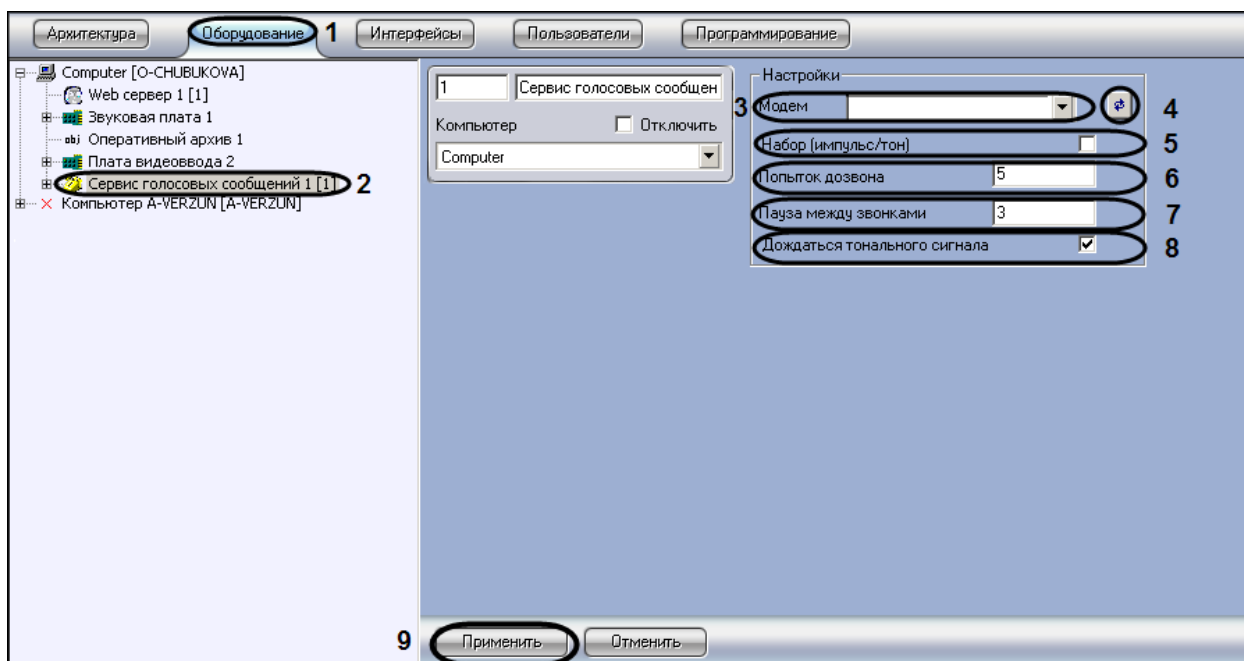 Архитектура
Оборудование
1
Интерфейсы
Пользователи
Программирование
Computer [O-CHUBUKOVA]
Web сервер 1 [1]
Звуковая плата 1
obj Оперативный архив 1
Плата видеоввода 2
Сервис голосовых сообщений 1 [1]
2
Компьютер A-VERZUN [A-VERZUN]
1
Сервис голосовых сообщен
Компьютер
Отключить
Computer
Настройки
3
Модем
4
Набор (импульс/тон)
5
Попыток дозвона
5
6
Пауза между звонками
3
7
Дождаться тонального сигнала
8
9
Применить
Отменить